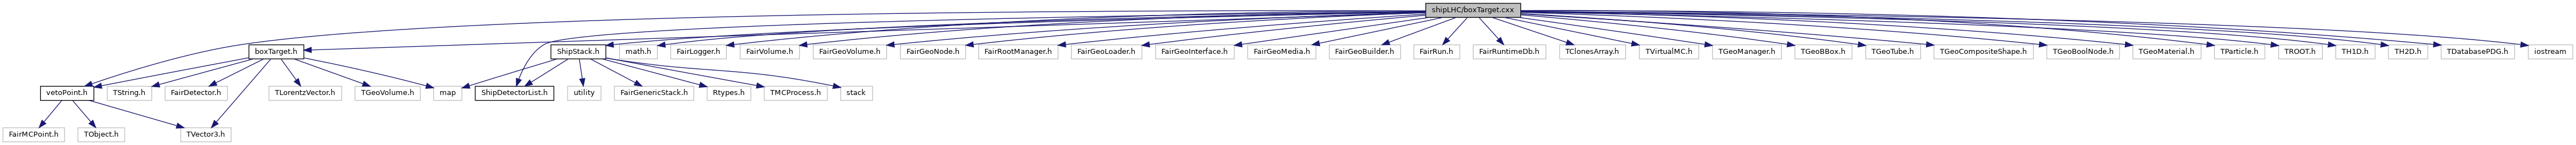 shipLHC/boxTarget.cxx
boxTarget.h
ShipStack.h
math.h
FairLogger.h
FairVolume.h
FairGeoVolume.h
FairGeoNode.h
FairRootManager.h
FairGeoLoader.h
FairGeoInterface.h
FairGeoMedia.h
FairGeoBuilder.h
FairRun.h
FairRuntimeDb.h
TClonesArray.h
TVirtualMC.h
TGeoManager.h
TGeoBBox.h
TGeoTube.h
TGeoCompositeShape.h
TGeoBoolNode.h
TGeoMaterial.h
TParticle.h
TROOT.h
TH1D.h
TH2D.h
TDatabasePDG.h
iostream
vetoPoint.h
TString.h
FairDetector.h
TLorentzVector.h
TGeoVolume.h
map
ShipDetectorList.h
utility
FairGenericStack.h
Rtypes.h
TMCProcess.h
stack
FairMCPoint.h
TObject.h
TVector3.h